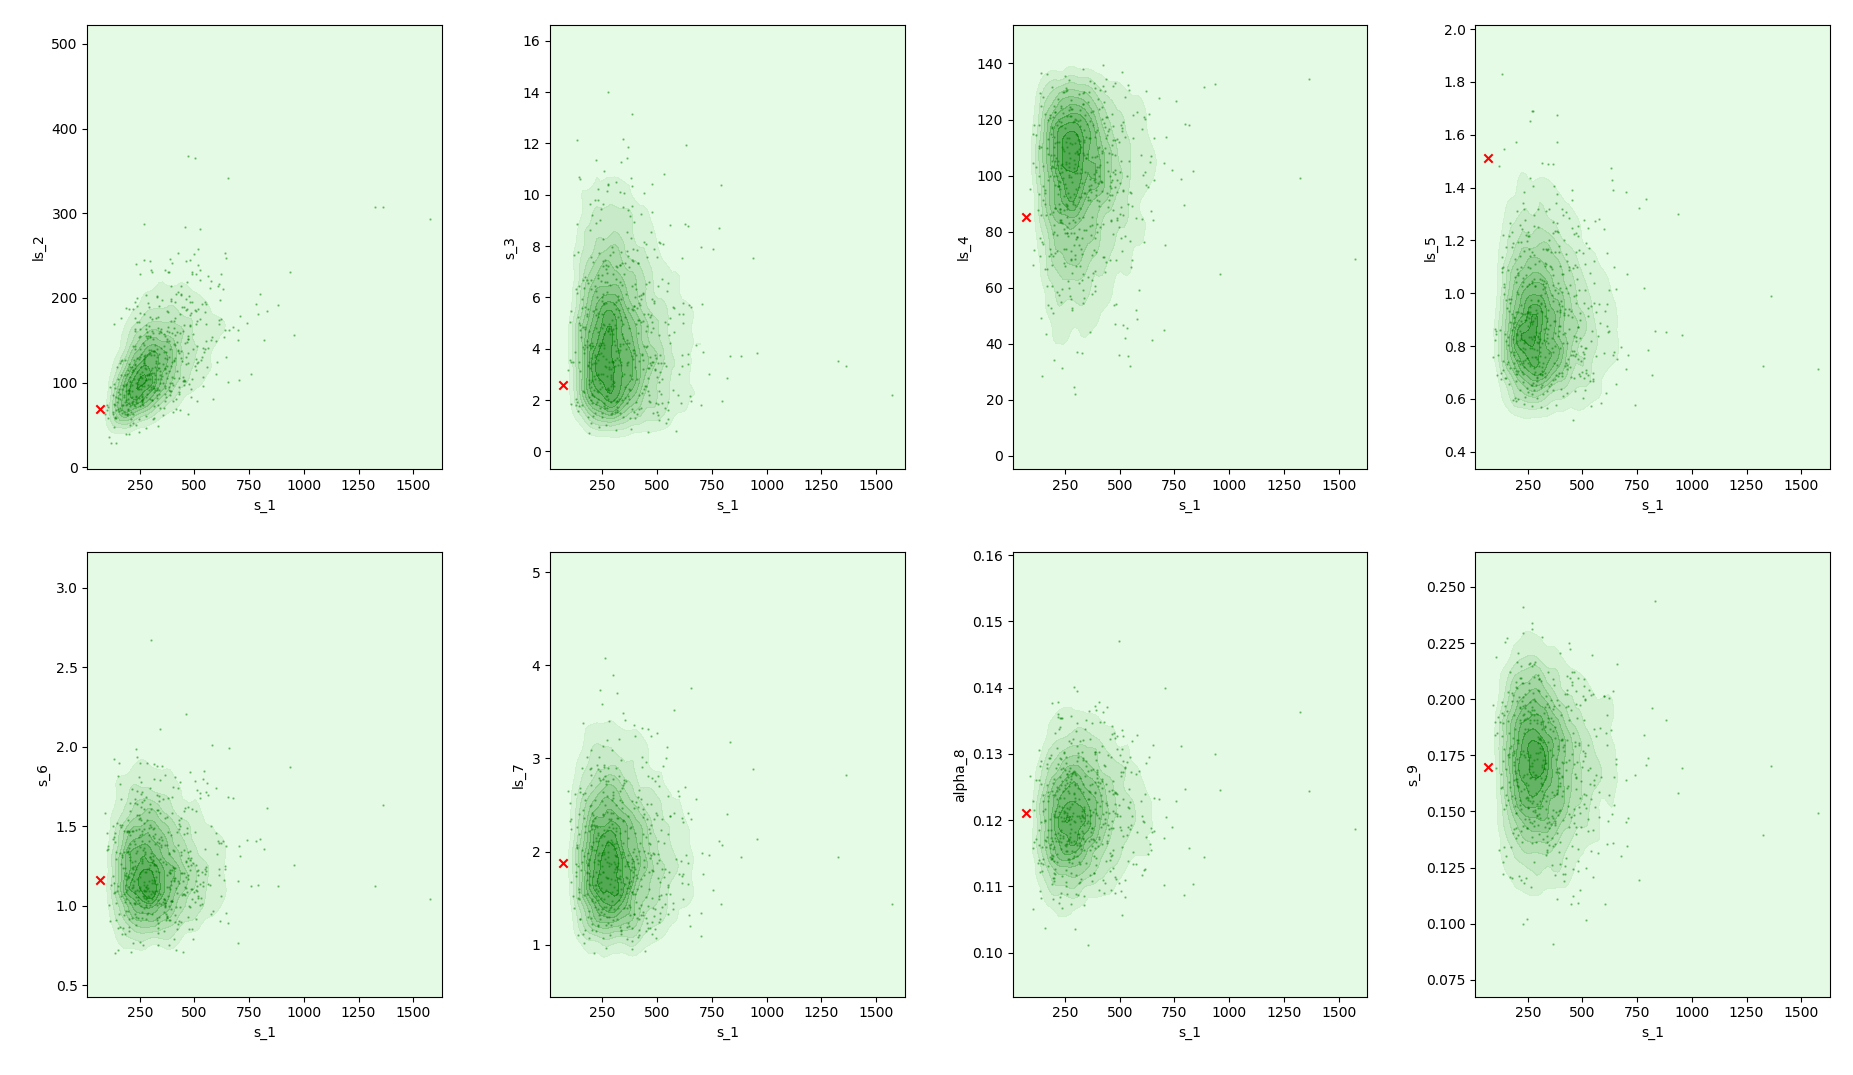 500
400
300
200
100
0
ls_2
250 500 750 1000 1250 1500
s_1
16
14
12
10
8
6
4
2
0
s_3
250 500 750 1000 1250 1500
s_1
140
120
100
80
60
40
20
0
ls_4
250 500 750 1000 1250 1500
s_1
2.0
1.8
1.6
1.4
1.2
1.0
0.8
0.6
0.4
ls_5
250 500 750 1000 1250 1500
s_1
3.0
2.5
2.0
1.5
1.0
0.5
s_6
250 500 750 1000 1250 1500
s_1
5
4
3
2
1
ls_7
250 500 750 1000 1250 1500
s_1
0.16
0.15
0.14
0.13
0.12
0.11
0.10
alpha_8
250 500 750 1000 1250 1500
s_1
0.250
0.225
0.200
0.175
0.150
0.125
0.100
0.075
s_9
250 500 750 1000 1250 1500
s_1